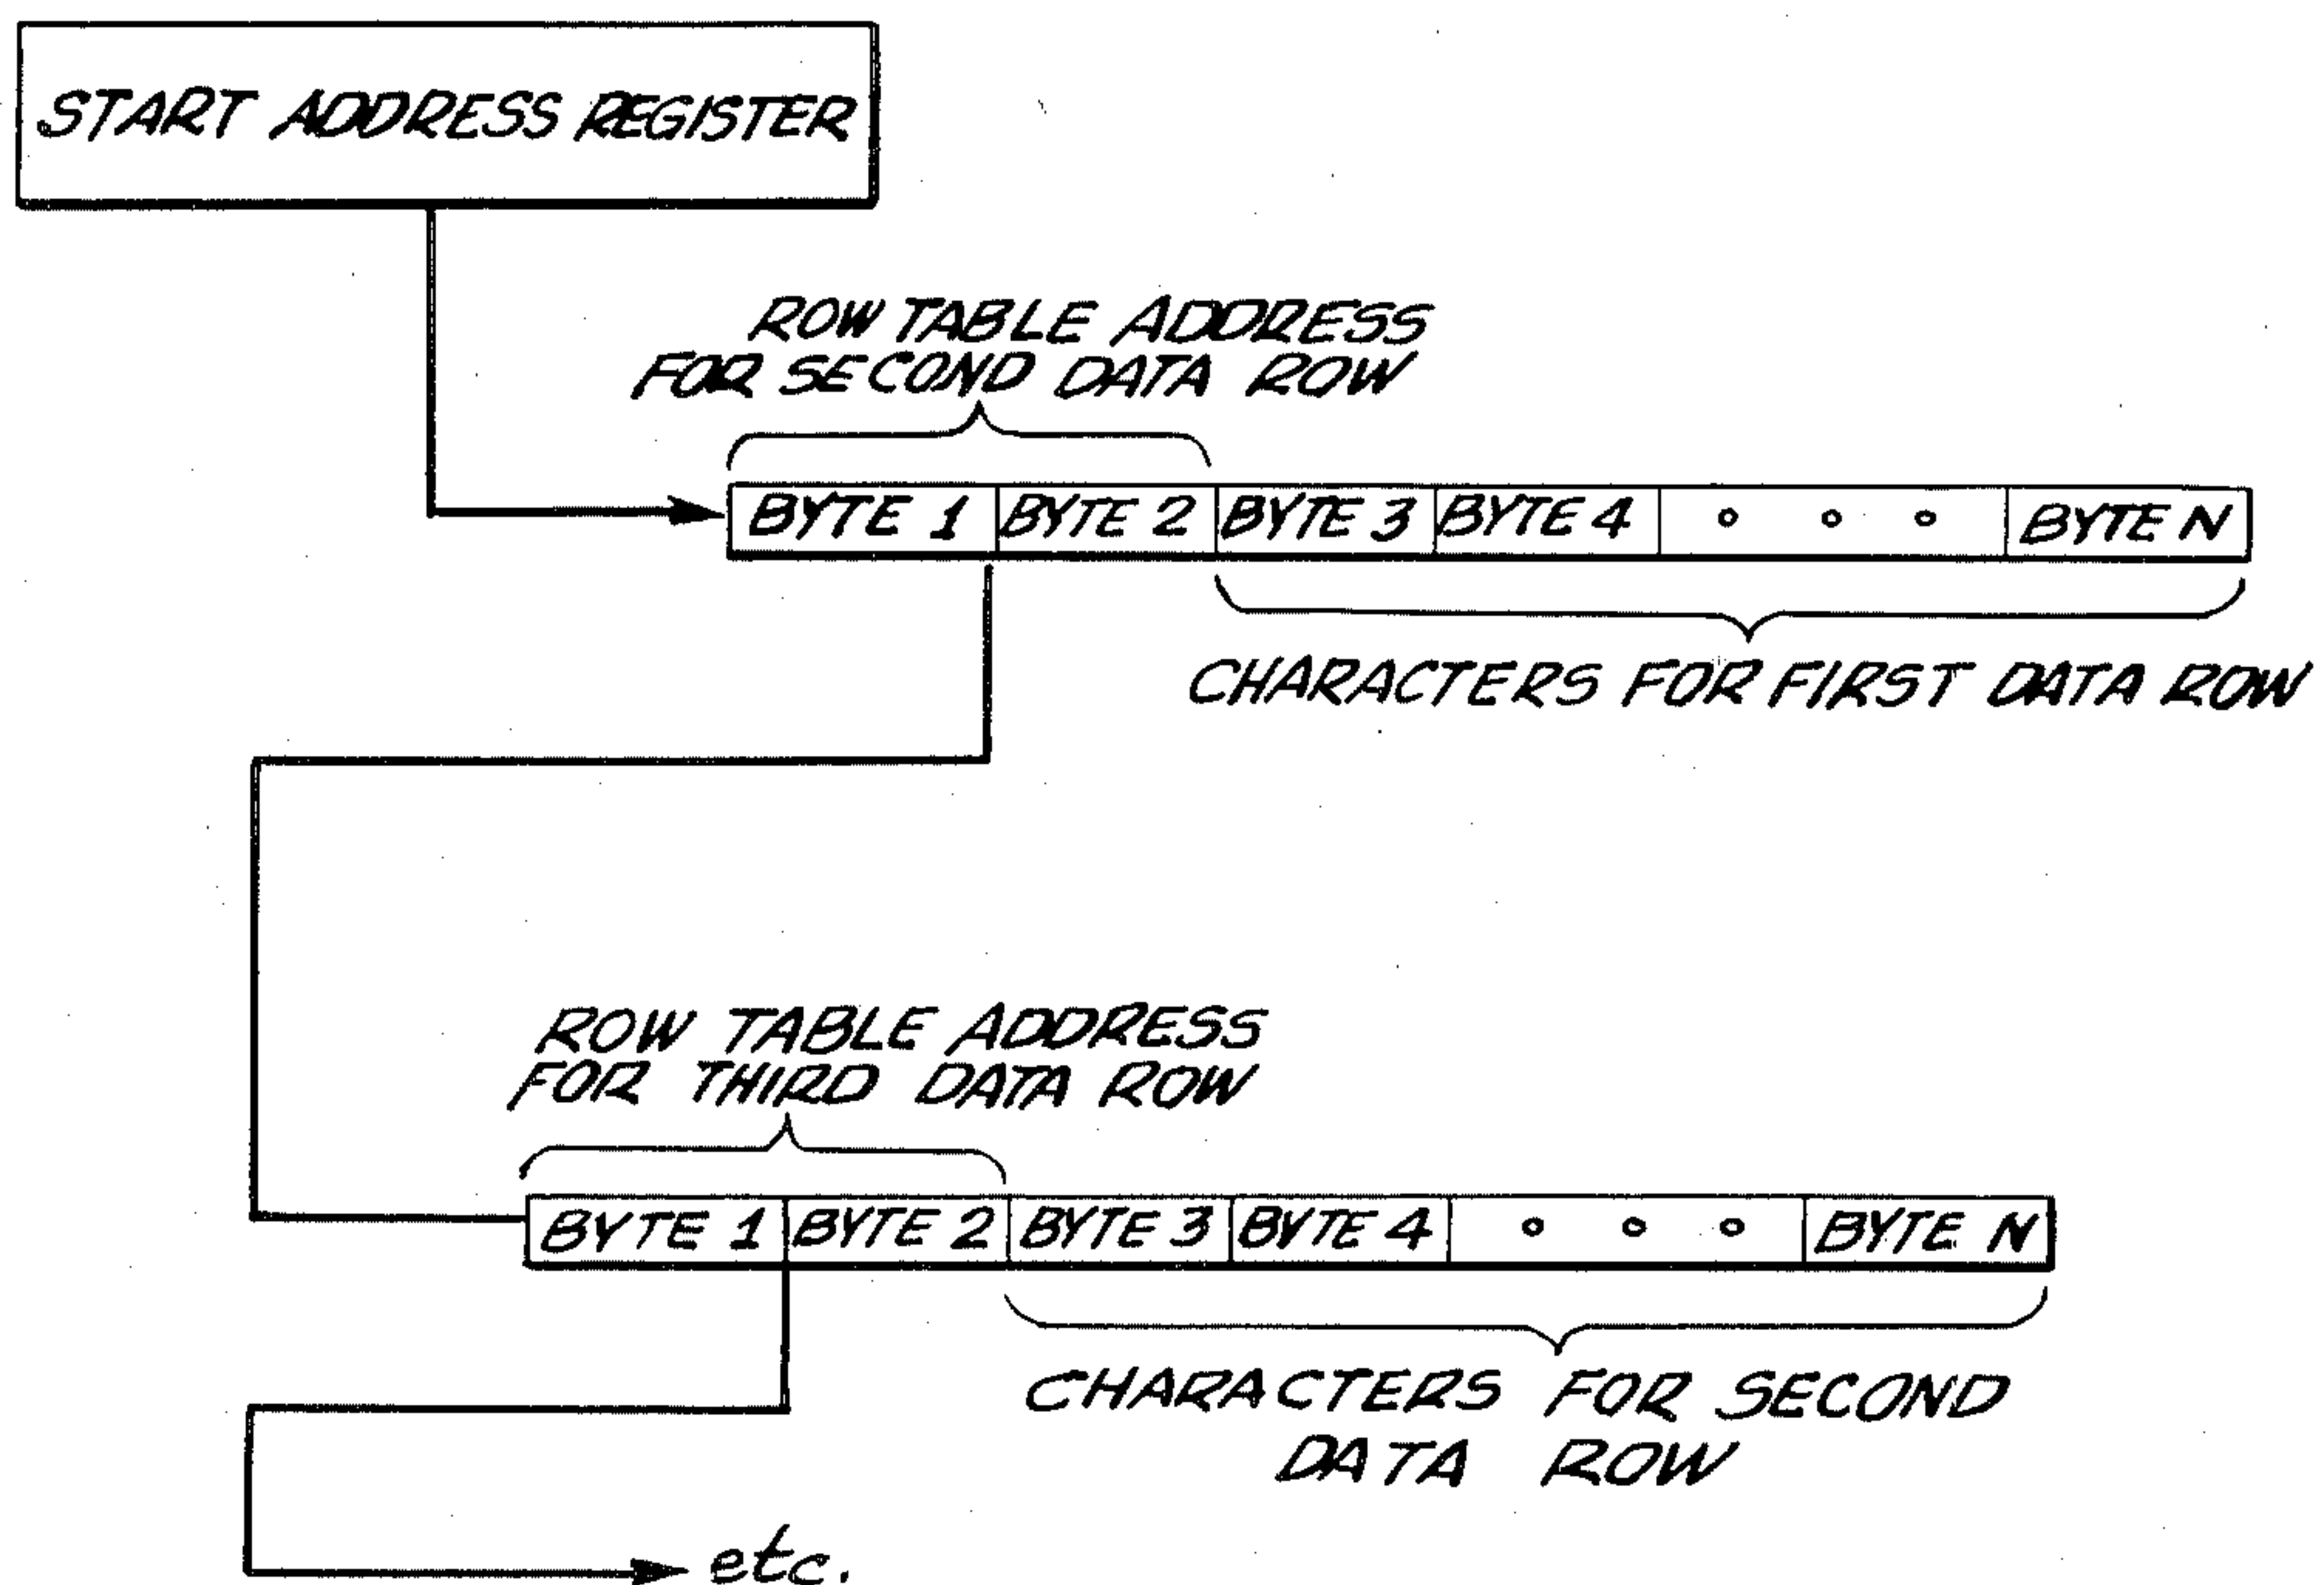 START ADDRESS REGISTER
ROW TABLE ADDRESS
FOR SECOND DATA ROW
BYTE 1 BYTE 2 BYTE 3 BYTE 4 ∘ ∘ ∘ BYTE N
CHARACTERS FOR FIRST DATA ROW
ROW TABLE ADDRESS
FOR THIRD DATA ROW
BYTE 1 BYTE 2 BYTE 3 BYTE 4 ∘ ∘ ∘ BYTE N
CHARACTERS FOR SECOND
DATA ROW
etc.